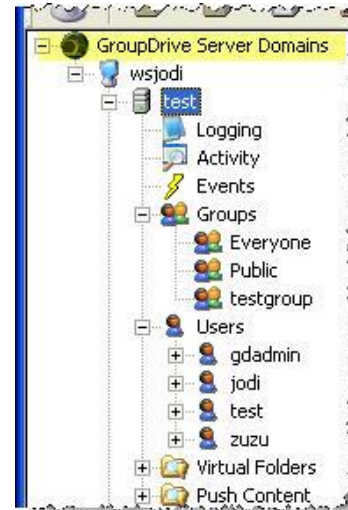 GroupDrive Server Domains
wsjodi
test
Logging
Activity
Events
Groups
Everyone
Public
testgroup
Users
gdadmin
jodi
test
zuzu
Virtual Folders
Push Content